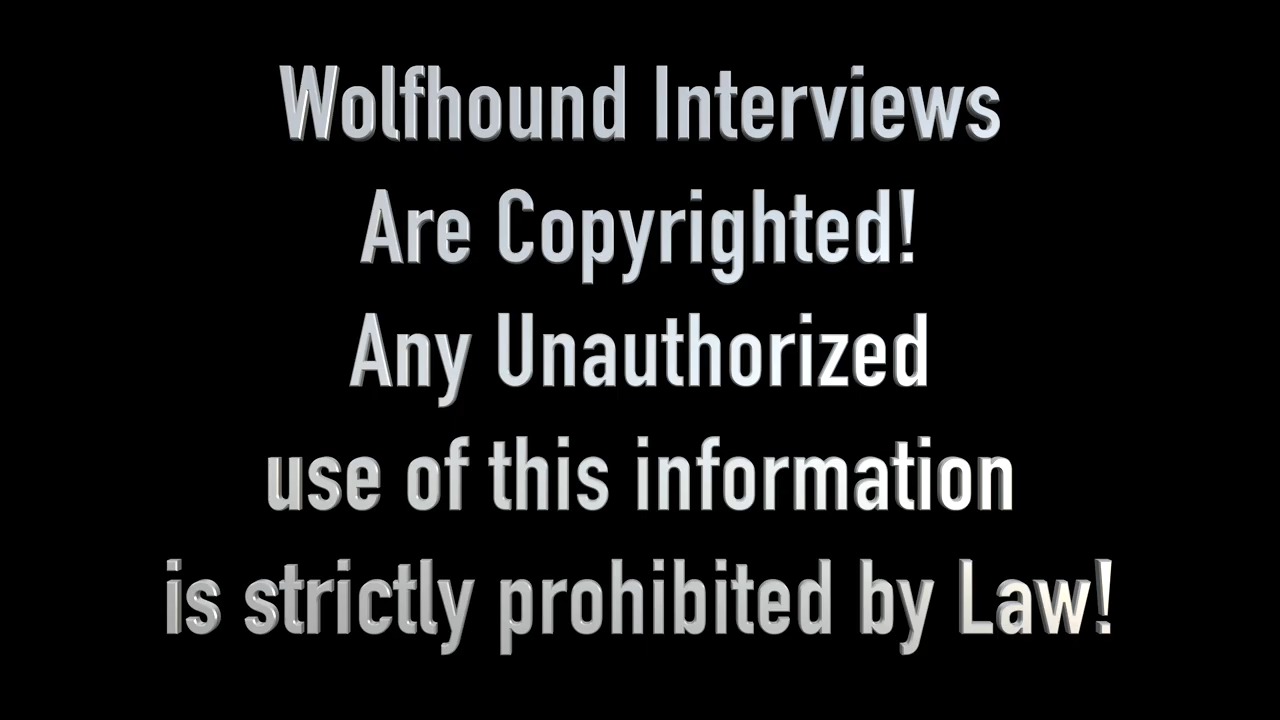 Wolfhound Interviews
Are Copyrighted!
Any Unauthorized
use of this information
is strictly prohibited by Law!